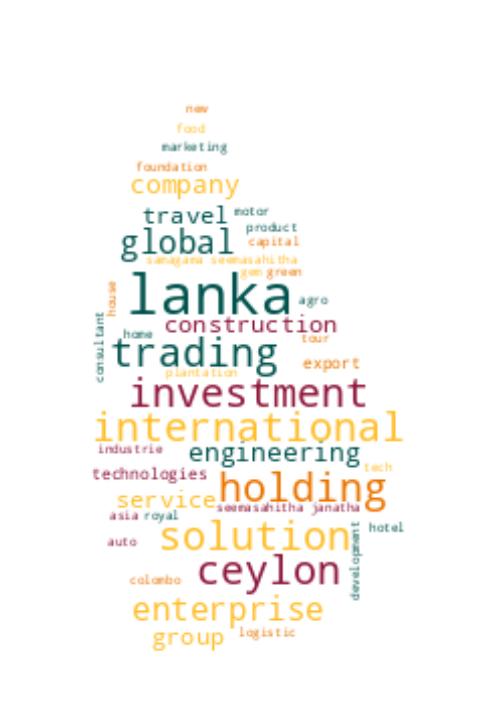 new
food
marketing
foundation
company
travel motor
product
global capital
samagama seemasahitha
gem green
house
lanka agro
consultant
construction
home tour
trading export
plantation
investment
international
industrie engineering
tech
technologies holding
service seemasahitha janatha
asia royal
hotel
solution
auto development
ceylon
colombo
enterprise
group logistic